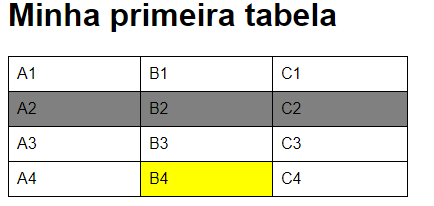 Minha primeira tabela
A1 B1 C1
A2 B2 C2
A3 B3 C3
A4 B4 C4